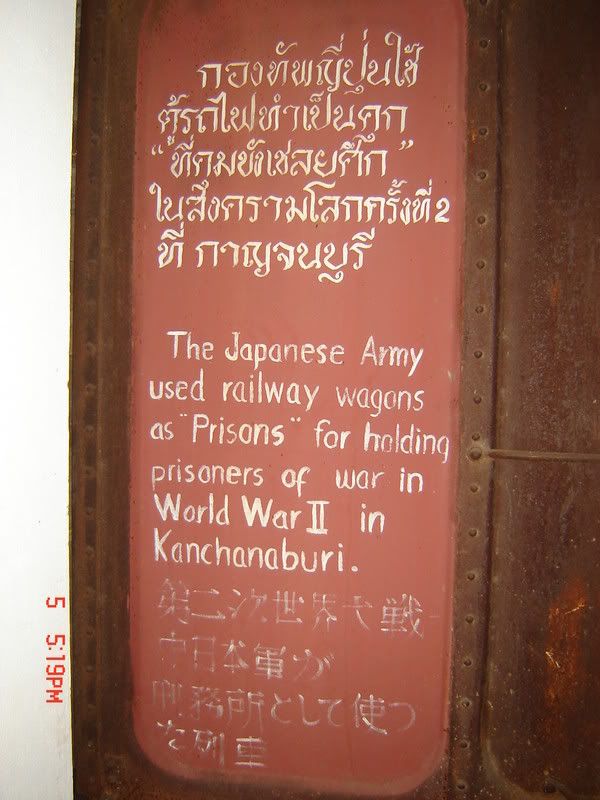 กองทัพญี่ปุ่นใช้
ตู้รถไฟทำเป็นคุก
“ที่คุมขังเชลยศึก”
ในสงครามโลกครั้งที่ 2
ที่ กาญจนบุรี
The Japanese Army
used railway wagons
as "Prisons" for holding
prisoners of war in
World War II in
Kanchanaburi.
第二次世界大戦
中日本軍が
刑務所として使つ
た列車
5 5:19PM